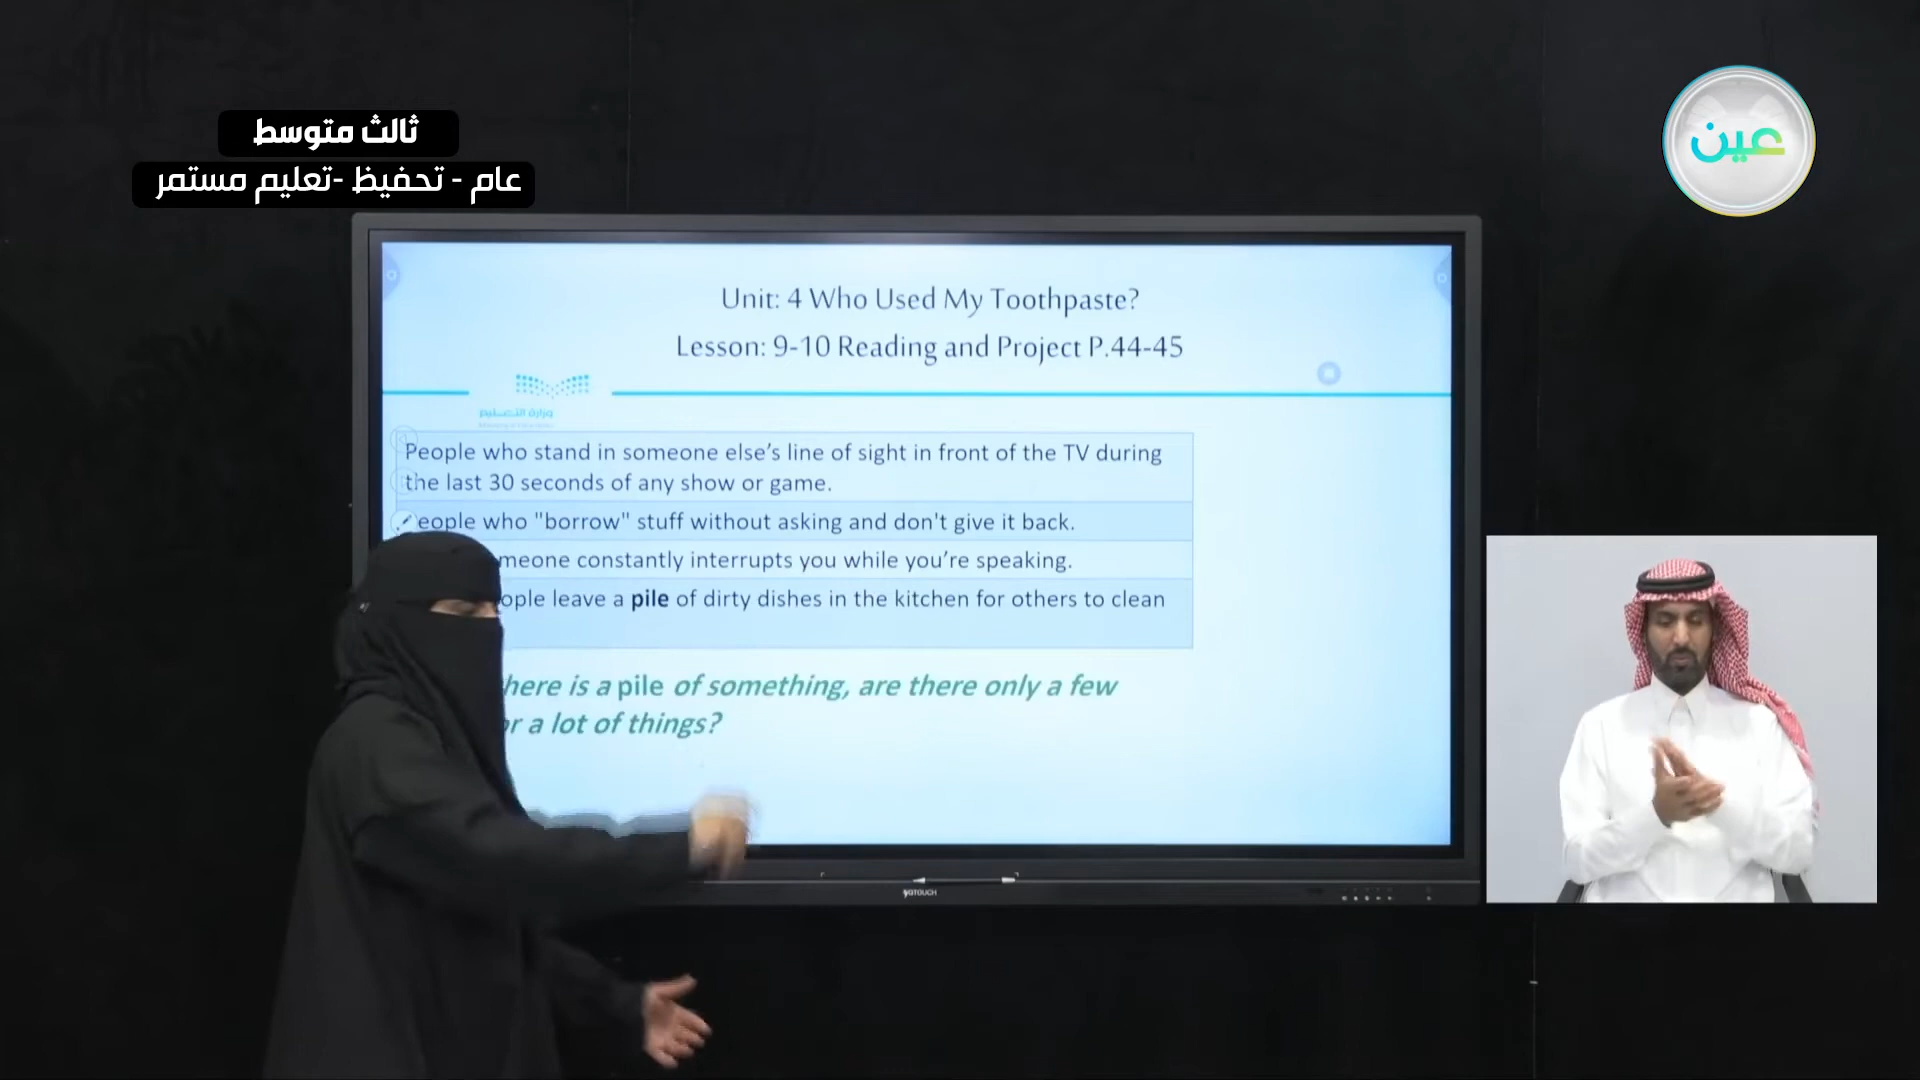 ثالث متوسط
عام - تحفيظ -تعليم مستمر
عين
Unit: 4 Who Used My Toothpaste?
Lesson: 9-10 Reading and Project P.44-45
وزارة التعليم
People who stand in someone else's line of sight in front of the TV during
the last 30 seconds of any show or game.
eople who "borrow" stuff without asking and don't give it back.
meone constantly interrupts you while you're speaking.
ople leave a pile of dirty dishes in the kitchen for others to clean
here is a pile of something, are there only a few
or a lot of things?